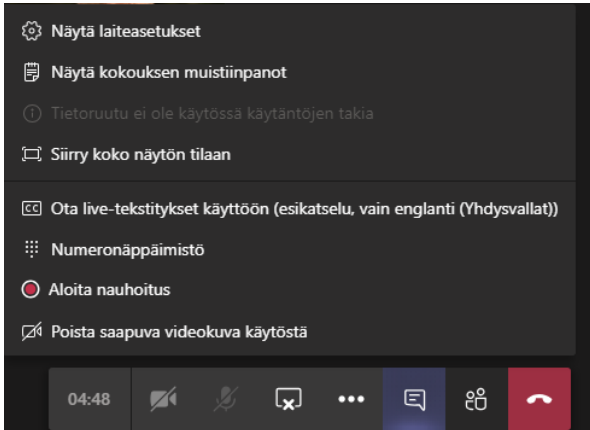 Näytä laiteasetukset
Näytä kokouksen muistiinpanot
Tietoruutu ei ole käytössä käytäntöjen takia
Siirry koko näytön tilaan
CC Ota live-tekstitykset käyttöön (esikatselu, vain englanti (Yhdysvallat))
Numeronäppäimistö
Aloita nauhoitus
Poista saapuva videokuva käytöstä
04:48